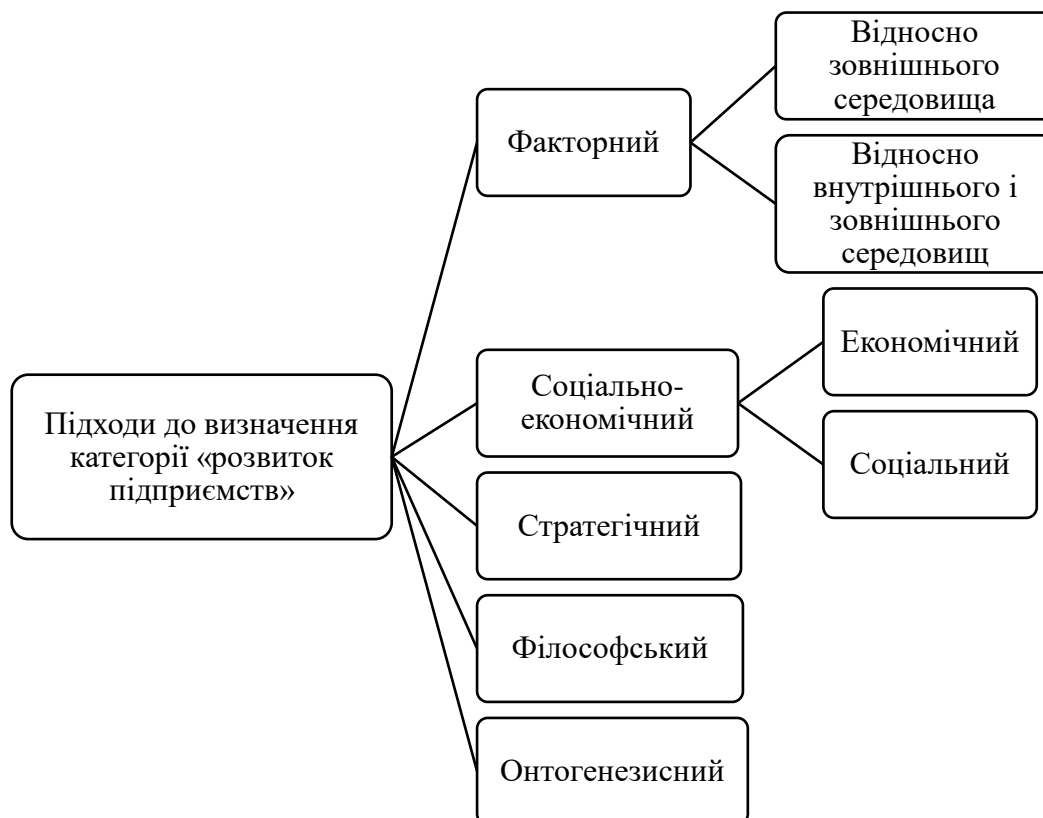 Відносно
зовнішнього
середовища
Факторний
Відносно
внутрішнього і
зовнішнього
середовищ
Економічний
Соціально-
економічний
Підходи до визначення
категорії «розвиток
підприємств»
Соціальний
Стратегічний
Філософський
Онтогенезисний